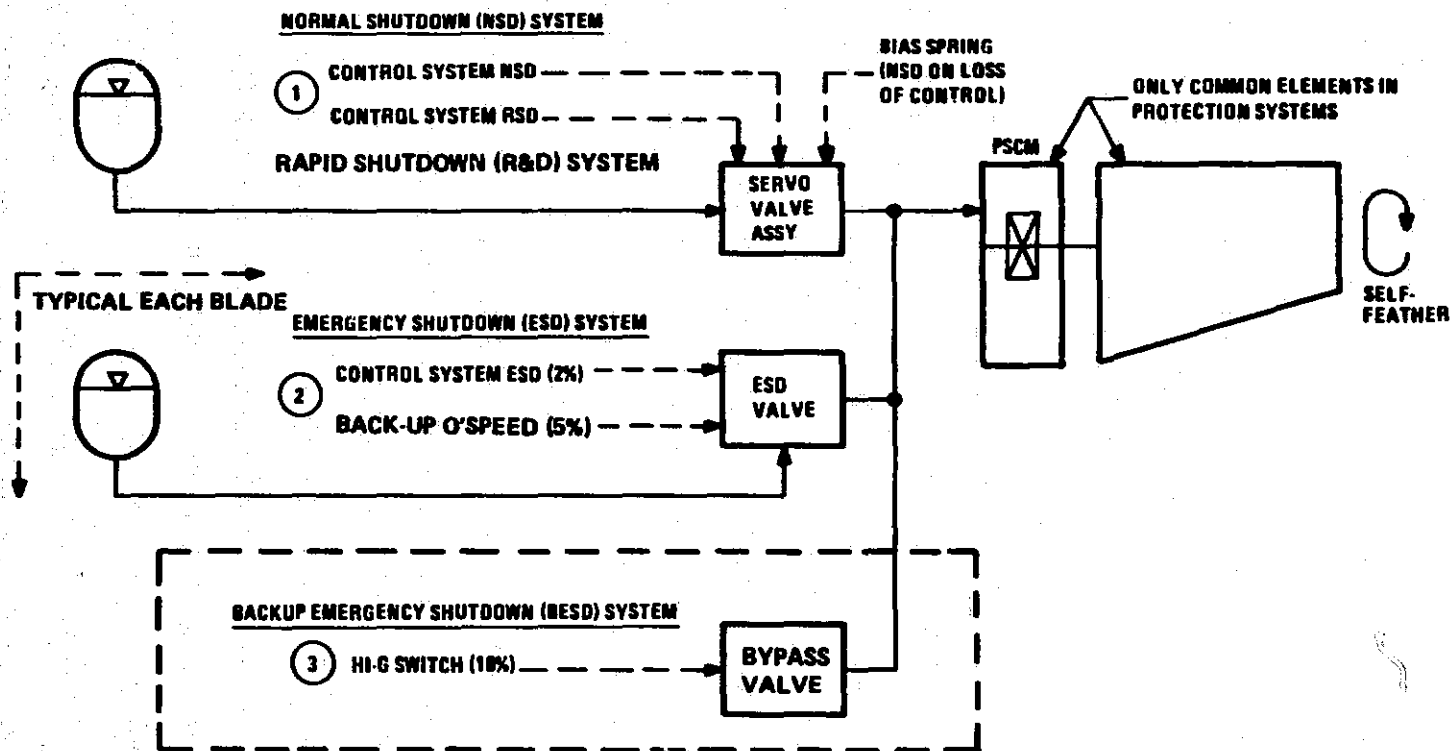 NORMAL SHUTDOWN (NSD) SYSTEM
1
CONTROL SYSTEM NSD
CONTROL SYSTEM RSD
RAPID SHUTDOWN (R&D) SYSTEM
BIAS SPRING
(NSD ON LOSS
OF CONTROL)
ONLY COMMON ELEMENTS IN
PROTECTION SYSTEMS
PSCM
SERVO
VALVE
ASSY
SELF-
FEATHER
TYPICAL EACH BLADE
EMERGENCY SHUTDOWN (ESD) SYSTEM
2
CONTROL SYSTEM ESD (2%)
BACK-UP O'SPEED (5%)
ESD
VALVE
BACKUP EMERGENCY SHUTDOWN (BESD) SYSTEM
3
HI-G SWITCH (10%)
BYPASS
VALVE